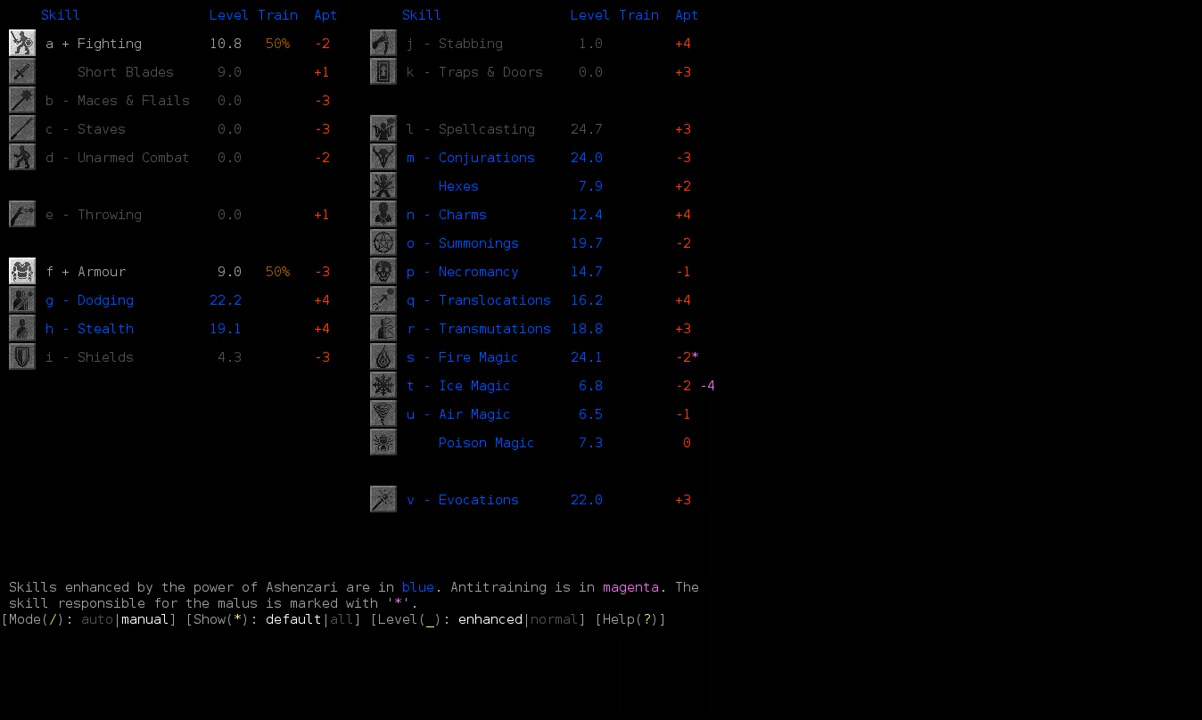 Skill Level Train Apt Skill Level Train Apt
a + Fighting 10.8 50% -2 j - Stabbing 1.0 +4
Short Blades 9.0 +1 k - Traps & Doors 0.0 +3
b - Maces & Flails 0.0 -3
c - Staves 0.0 -3 l - Spellcasting 24.7 +3
d - Unarmed Combat 0.0 -2 m - Conjurations 24.0 -3
Hexes 7.9 +2
e - Throwing 0.0 +1 n - Charms 12.4 +4
o - Summonings 19.7 -2
f + Armour 9.0 50% -3 p - Necromancy 14.7 -1
g - Dodging 22.2 +4 q - Translocations 16.2 +4
h - Stealth 19.1 +4 r - Transmutations 18.8 +3
i - Shields 4.3 -3 s - Fire Magic 24.1 -2*
t - Ice Magic 6.8 -2 -4
u - Air Magic 6.5 -1
Poison Magic 7.3 0
v - Evocations 22.0 +3
Skills enhanced by the power of Ashenzari are in blue. Antitraining is in magenta. The
skill responsible for the malus is marked with '*'.
[Mode(/): auto|manual] [Show(*): default|all] [Level(_): enhanced|normal] [Help(?)]